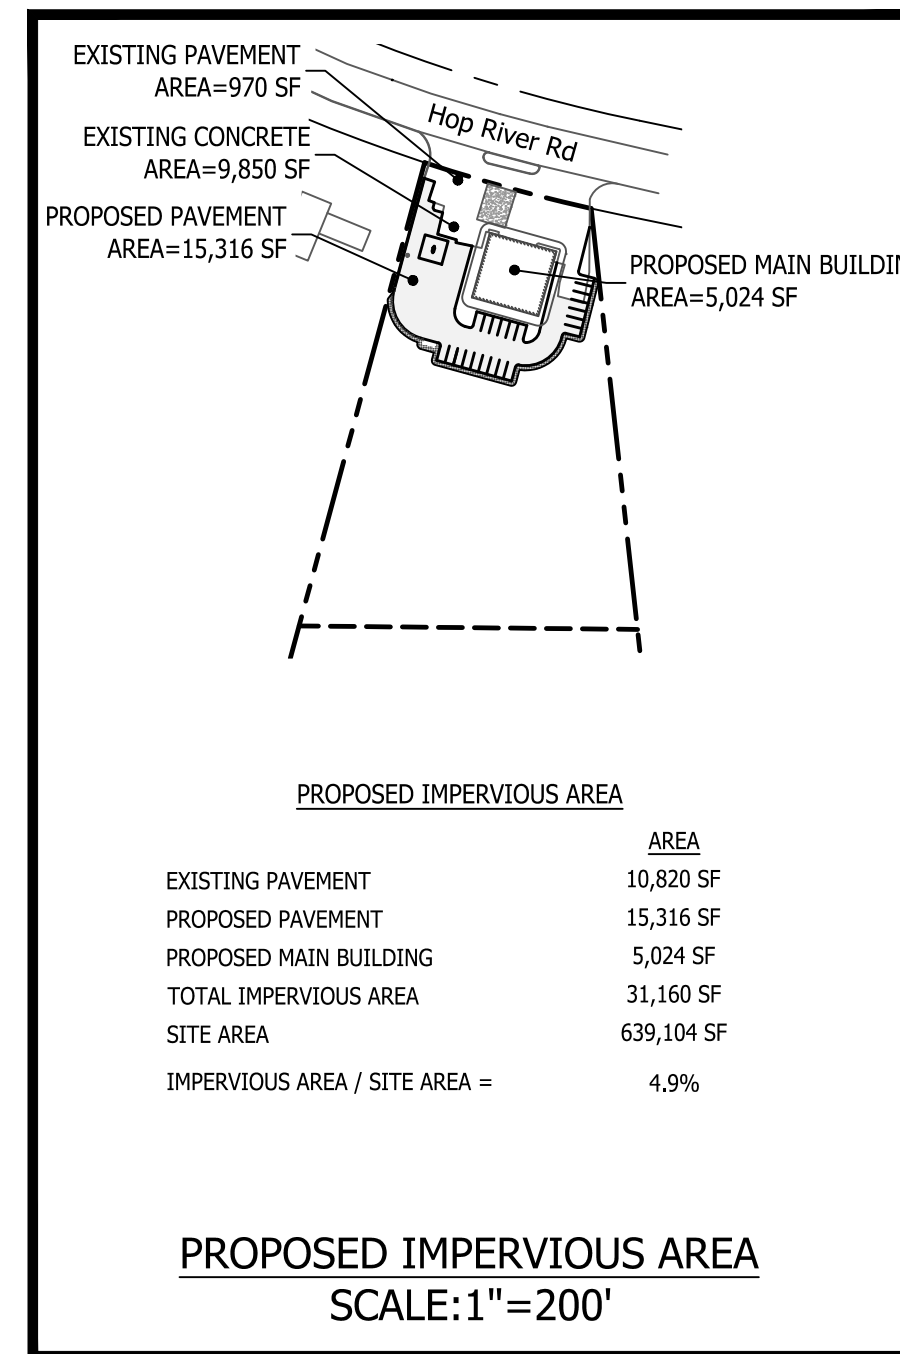 EXISTING PAVEMENT
AREA=970 SF
EXISTING CONCRETE
AREA=9,850 SF
PROPOSED PAVEMENT
AREA=15,316 SF
Hop River Rd
PROPOSED MAIN BUILDIN
AREA=5,024 SF
PROPOSED IMPERVIOUS AREA
AREA
EXISTING PAVEMENT 10,820 SF
PROPOSED PAVEMENT 15,316 SF
PROPOSED MAIN BUILDING 5,024 SF
TOTAL IMPERVIOUS AREA 31,160 SF
SITE AREA 639,104 SF
IMPERVIOUS AREA / SITE AREA = 4.9%
PROPOSED IMPERVIOUS AREA
SCALE:1"=200'